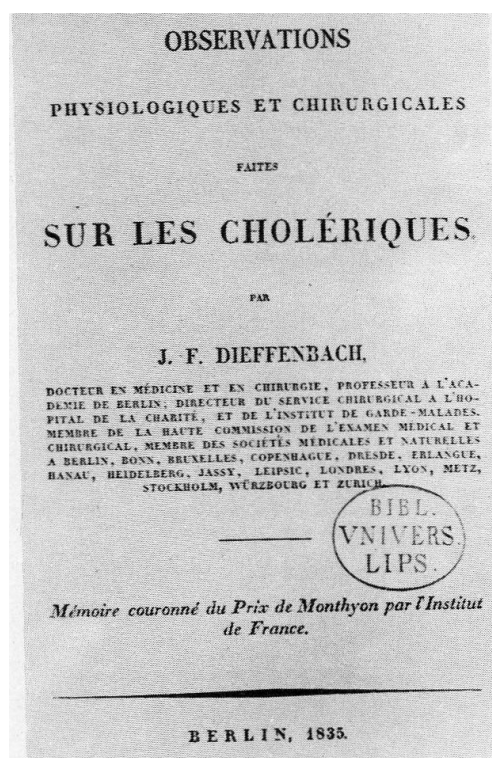 OBSERVATIONS
PHYSIOLOGIQUES ET CHIRURGICALES
FAITES
SUR LES CHOLÉRIQUES.
PAR
J. F. DIEFFENBACH,
DOCTEUR EN MÉDICINE ET EN CHIRURGIE, PROFESSEUR A L'ACA-
DEMIE DE BERLIN; DIRECTEUR DU SERVICE CHIRURGICAL A L'HO-
PITAL DE LA CHARITÉ, ET DE L'INSTITUT DE GARDE-MALADES.
MEMBRE DE LA HAUTE COMMISSION DE L'EXAMEN MÉDICAL ET
CHIRURGICAL, MEMBRE DES SOCIÉTÉS MÉDICALES ET NATURELLES
A BERLIN, BONN, BRUXELLES, COPENHAGUE, DRESDE, ERLANGUE,
HANAU, HEIDELBERG, JASSY, LEIPSIC, LONDRES, LYON, METZ,
STOCKHOLM, WÜRZBOURG ET ZURICH.
BIBL.
VNIVERS.
LIPS.
Mémoire couronné du Prix de Monthyon par l'Institut
de France.
BERLIN, 1835.